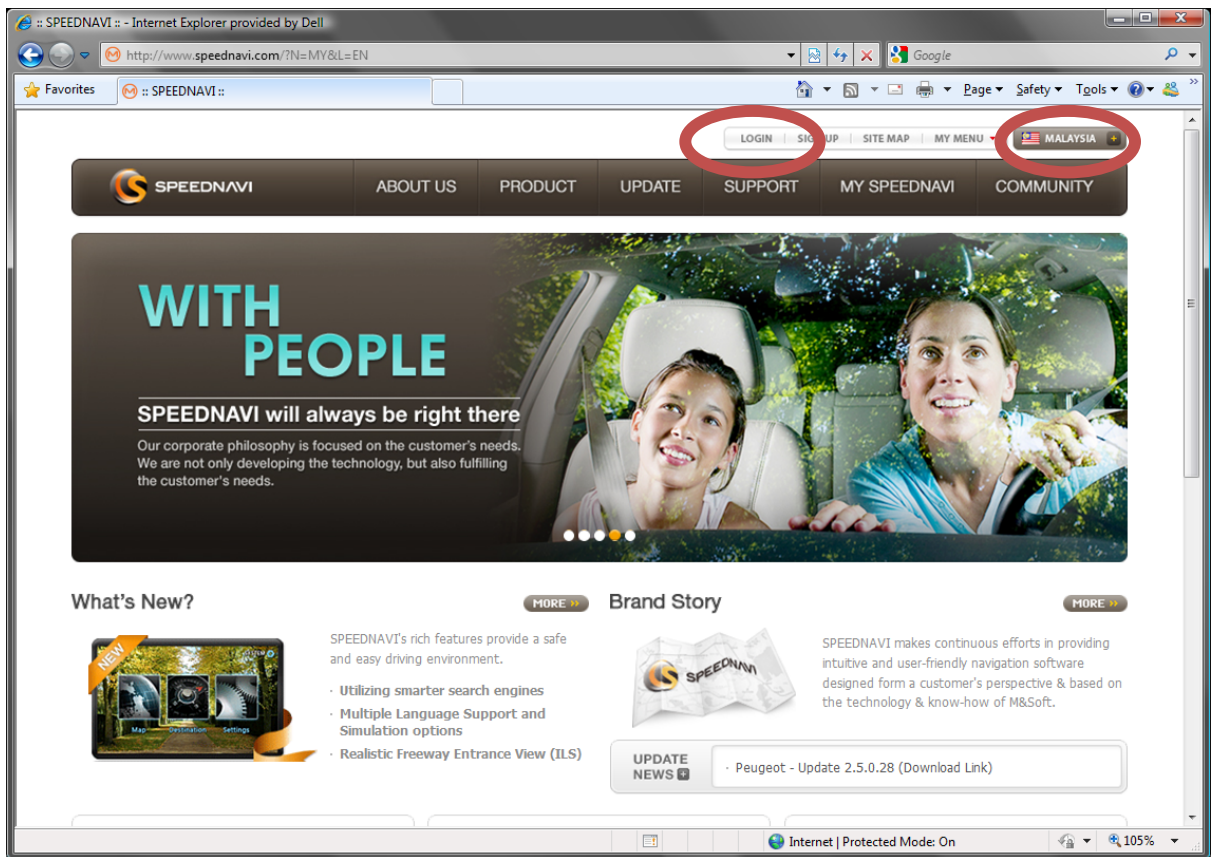 :: SPEEDNAVI :: - Internet Explorer provided by Dell
http://www.speednavi.com/?N=MY&L=EN
Google
Favorites
:: SPEEDNAVI ::
Page
Safety
Tools
LOGIN
SIGN UP
SITE MAP
MY MENU
MALAYSIA
SPEEDNAVI
ABOUT US
PRODUCT
UPDATE
SUPPORT
MY SPEEDNAVI
COMMUNITY
WITH
PEOPLE
SPEEDNAVI will always be right there
Our corporate philosophy is focused on the customer's needs.
We are not only developing the technology, but also fulfilling
the customer's needs.
What's New?
MORE »
NEW
Map
Destination
Settings
SPEEDNAVI's rich features provide a safe
and easy driving environment.
· Utilizing smarter search engines
· Multiple Language Support and
Simulation options
· Realistic Freeway Entrance View (ILS)
Brand Story
MORE »
SPEEDNAVI
SPEEDNAVI makes continuous efforts in providing
intuitive and user-friendly navigation software
designed form a customer's perspective & based on
the technology & know-how of M&Soft.
UPDATE
NEWS
· Peugeot - Update 2.5.0.28 (Download Link)
Internet | Protected Mode: On
105%